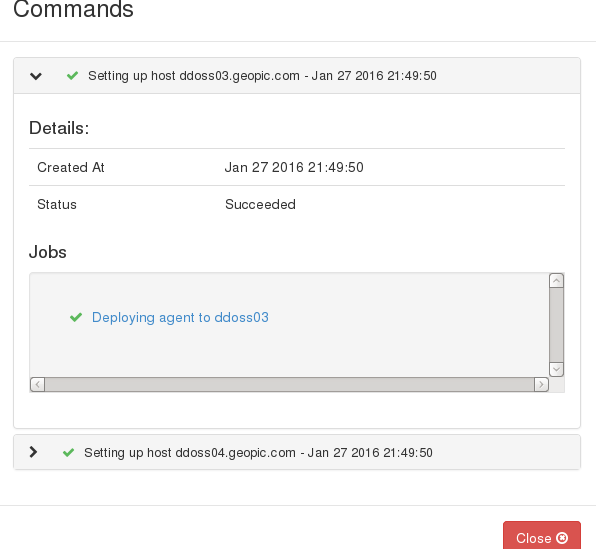 Commands
Setting up host ddoss03.geopic.com - Jan 27 2016 21:49:50
Details:
Created At Jan 27 2016 21:49:50
Status Succeeded
Jobs
Deploying agent to ddoss03
Setting up host ddoss04.geopic.com - Jan 27 2016 21:49:50
Close